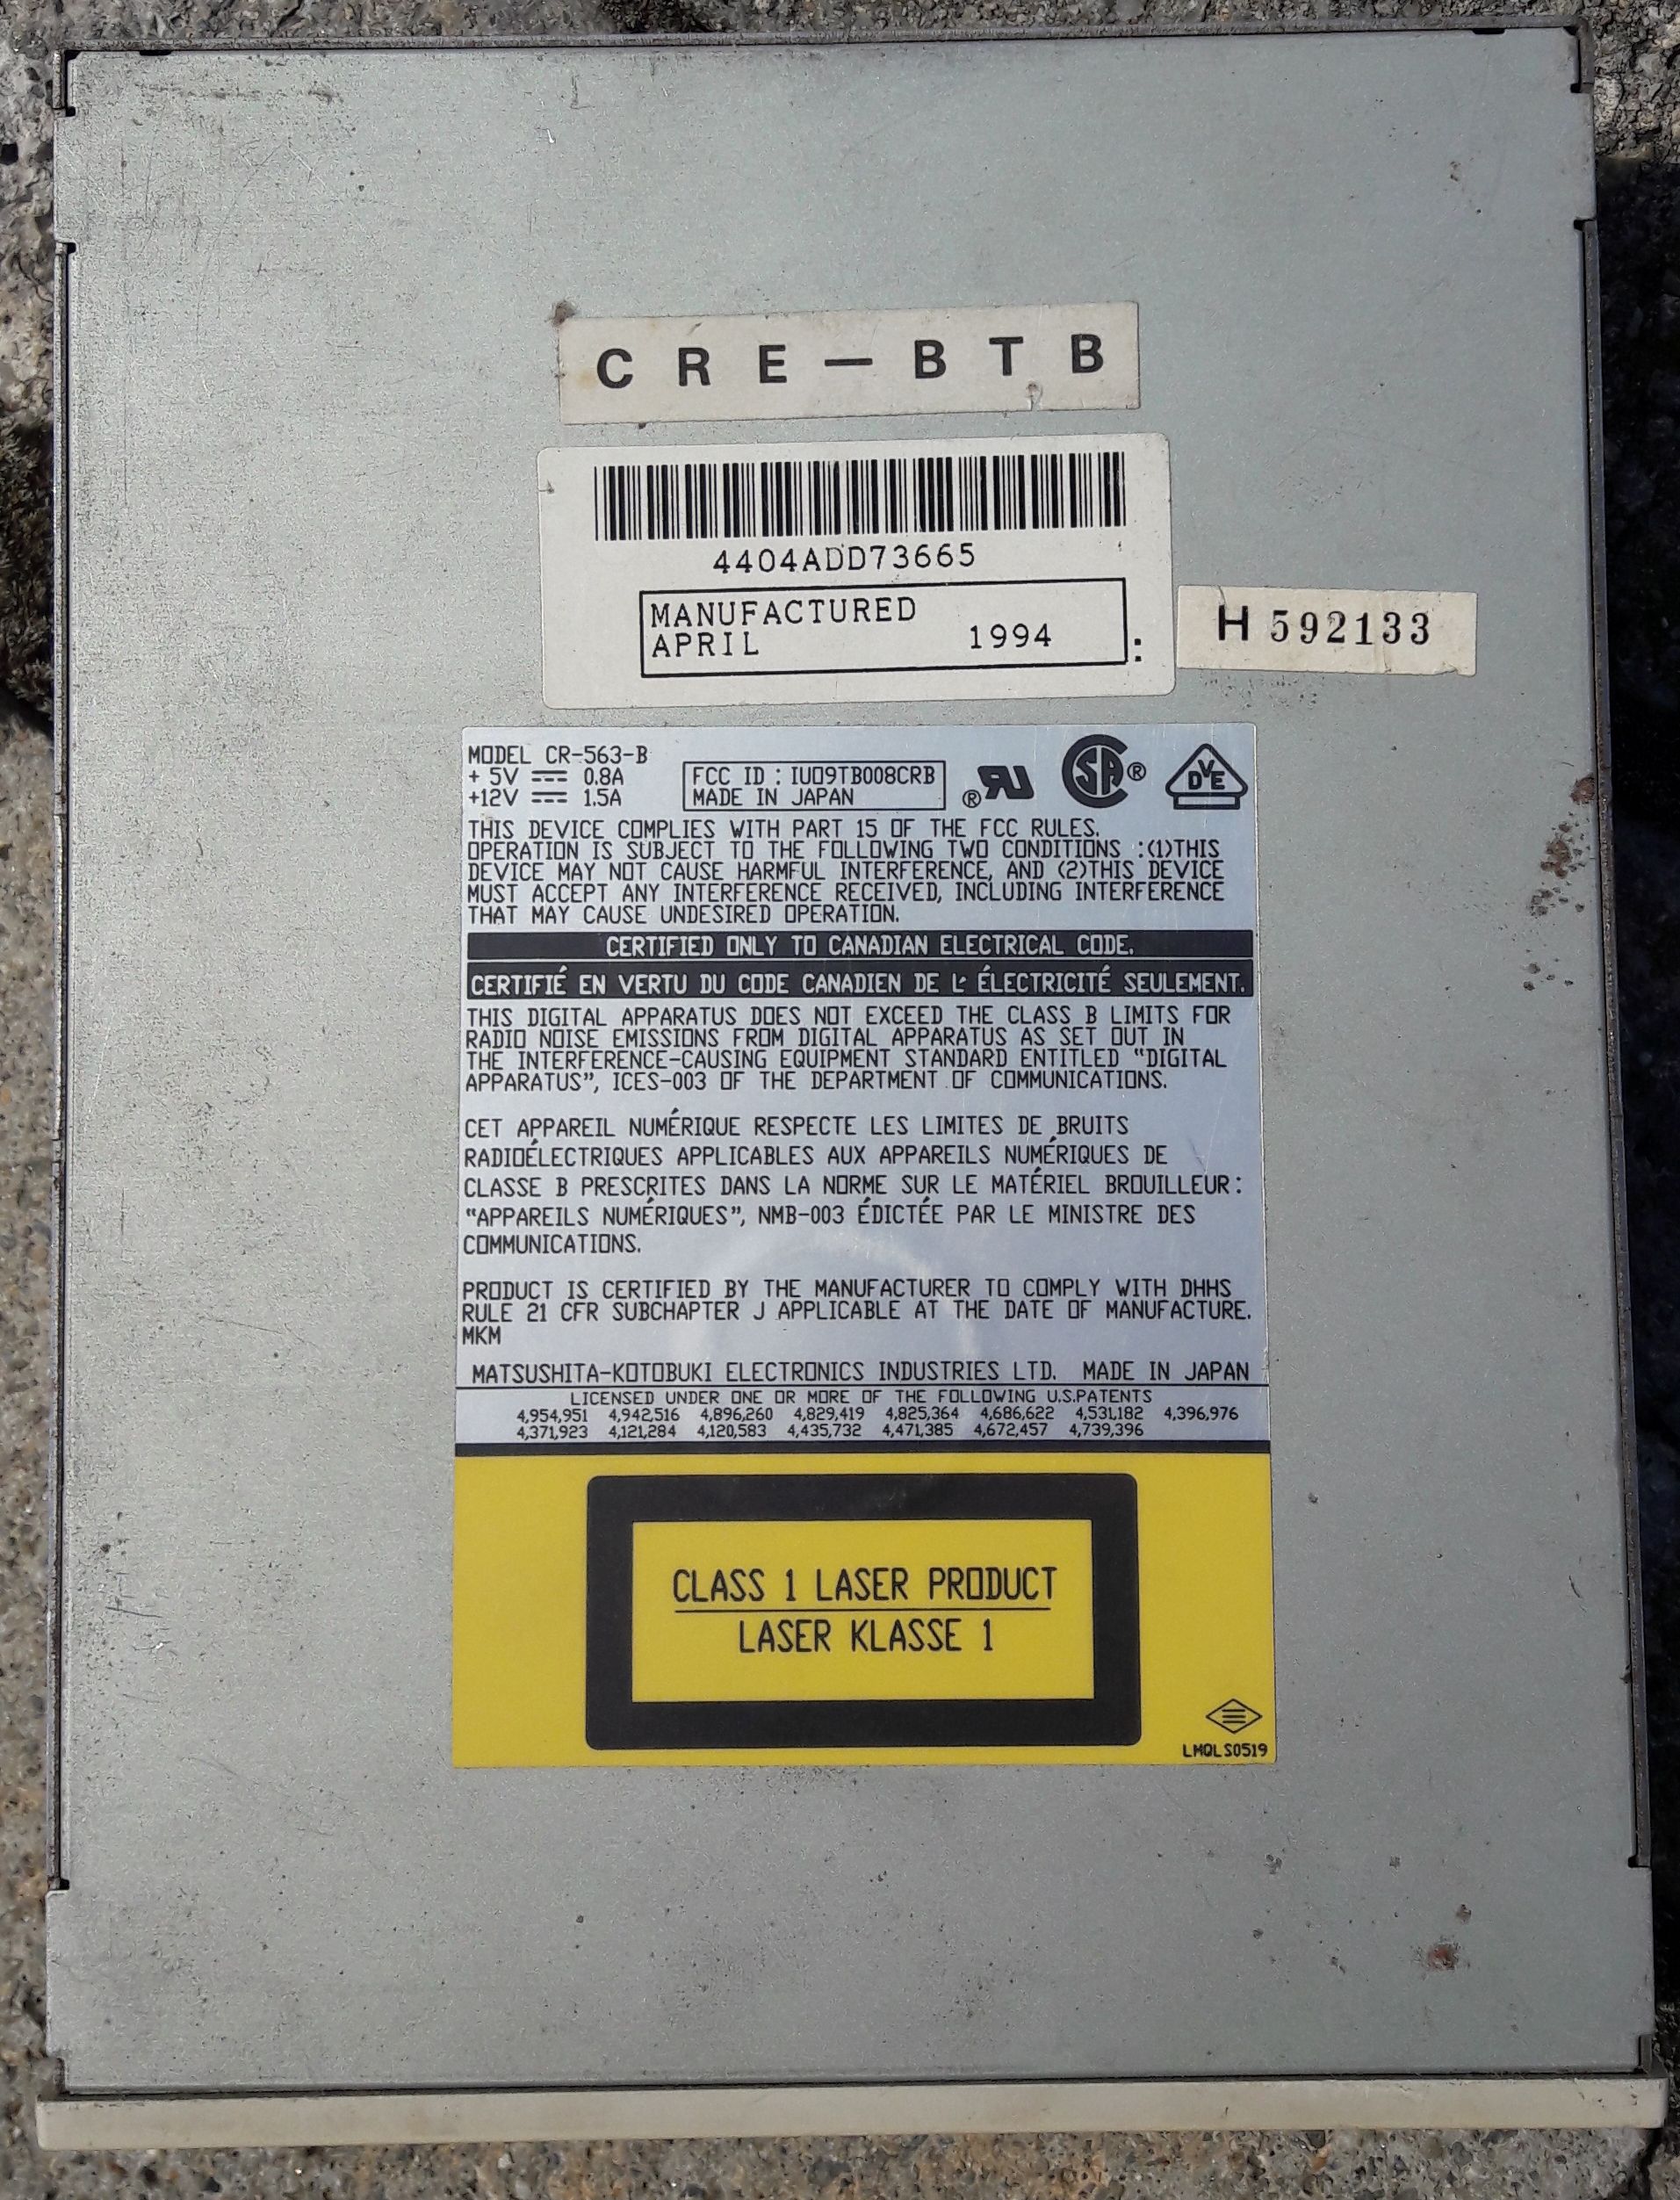 CRE-BTB
4404ADD73665
MANUFACTURED
APRIL 1994
:
H 592133
MODEL CR-563-B
+ 5V 0.8A
+12V 1.5A
FCC ID : IUO9TB008CRB
MADE IN JAPAN
® UR
SA®
DVE
THIS DEVICE COMPLIES WITH PART 15 OF THE FCC RULES.
OPERATION IS SUBJECT TO THE FOLLOWING TWO CONDITIONS :(1)THIS
DEVICE MAY NOT CAUSE HARMFUL INTERFERENCE, AND (2)THIS DEVICE
MUST ACCEPT ANY INTERFERENCE RECEIVED, INCLUDING INTERFERENCE
THAT MAY CAUSE UNDESIRED OPERATION.
CERTIFIED ONLY TO CANADIAN ELECTRICAL CODE.
CERTIFIÉ EN VERTU DU CODE CANADIEN DE L' ÉLECTRICITÉ SEULEMENT.
THIS DIGITAL APPARATUS DOES NOT EXCEED THE CLASS B LIMITS FOR
RADIO NOISE EMISSIONS FROM DIGITAL APPARATUS AS SET OUT IN
THE INTERFERENCE-CAUSING EQUIPMENT STANDARD ENTITLED "DIGITAL
APPARATUS", ICES-003 OF THE DEPARTMENT OF COMMUNICATIONS.
CET APPAREIL NUMÉRIQUE RESPECTE LES LIMITES DE BRUITS
RADIOÉLECTRIQUES APPLICABLES AUX APPAREILS NUMÉRIQUES DE
CLASSE B PRESCRITES DANS LA NORME SUR LE MATÉRIEL BROUILLEUR :
"APPAREILS NUMÉRIQUES", NMB-003 ÉDICTÉE PAR LE MINISTRE DES
COMMUNICATIONS.
PRODUCT IS CERTIFIED BY THE MANUFACTURER TO COMPLY WITH DHHS
RULE 21 CFR SUBCHAPTER J APPLICABLE AT THE DATE OF MANUFACTURE.
MKM
MATSUSHITA-KOTOBUKI ELECTRONICS INDUSTRIES LTD. MADE IN JAPAN
LICENSED UNDER ONE OR MORE OF THE FOLLOWING U.S.PATENTS
4,954,951 4,942,516 4,896,260 4,829,419 4,825,364 4,686,622 4,531,182 4,396,976
4,371,923 4,121,284 4,120,583 4,435,732 4,471,385 4,672,457 4,739,396
CLASS 1 LASER PRODUCT
LASER KLASSE 1
LMQLS0519